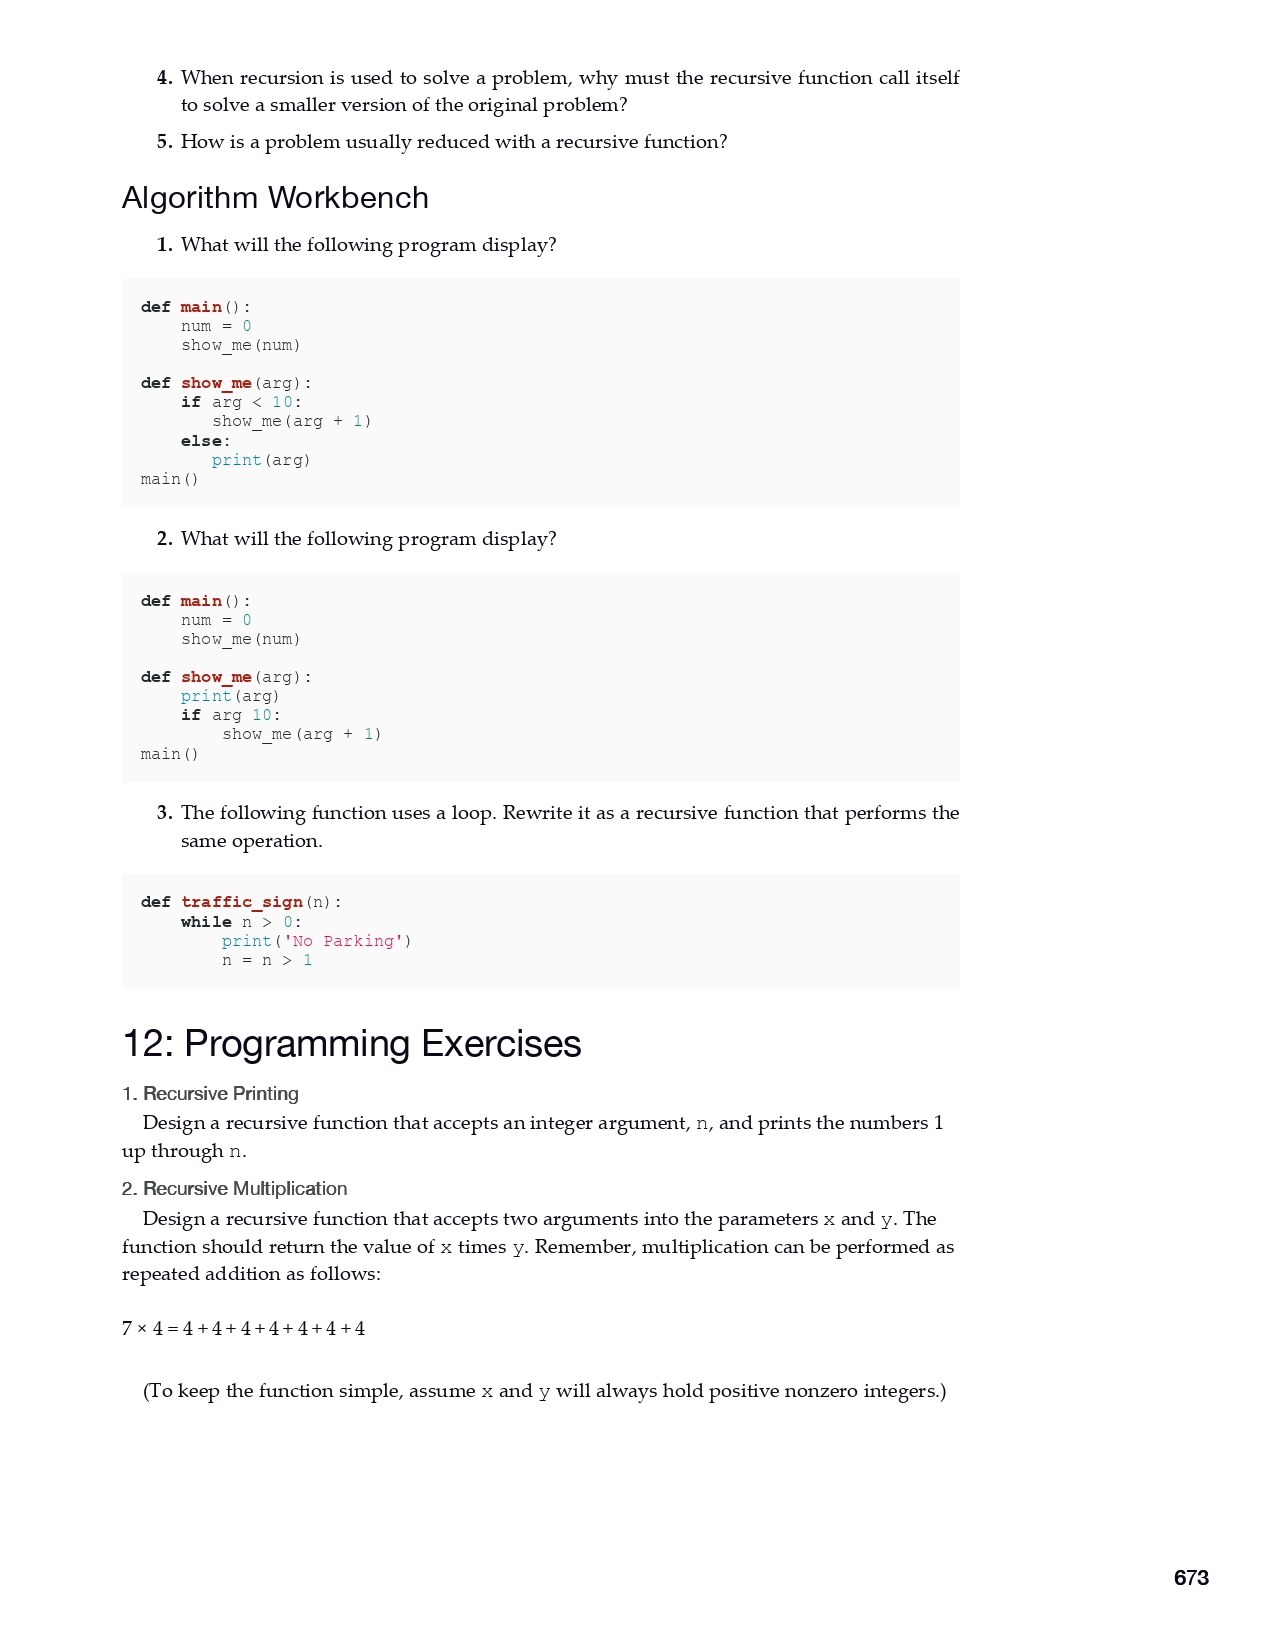 4. When recursion is used to solve a problem, why must the recursive function call itself
to solve a smaller version of the original problem?
5. How is a problem usually reduced with a recursive function?
Algorithm Workbench
1. What will the following program display?
def main():
    num = 0
    show_me(num)
def show_me(arg):
    if arg < 10:
       show_me(arg + 1)
    else:
       print(arg)
main()
2. What will the following program display?
def main():
    num = 0
    show_me(num)
def show_me(arg):
    print(arg)
    if arg 10:
        show_me(arg + 1)
main()
3. The following function uses a loop. Rewrite it as a recursive function that performs the
same operation.
def traffic_sign(n):
    while n > 0:
        print('No Parking')
        n = n > 1
12: Programming Exercises
1. Recursive Printing
Design a recursive function that accepts an integer argument, n, and prints the numbers 1
up through n.
2. Recursive Multiplication
Design a recursive function that accepts two arguments into the parameters x and y. The
function should return the value of x times y. Remember, multiplication can be performed as
repeated addition as follows:
7 × 4 = 4 + 4 + 4 + 4 + 4 + 4 + 4
(To keep the function simple, assume x and y will always hold positive nonzero integers.)
673